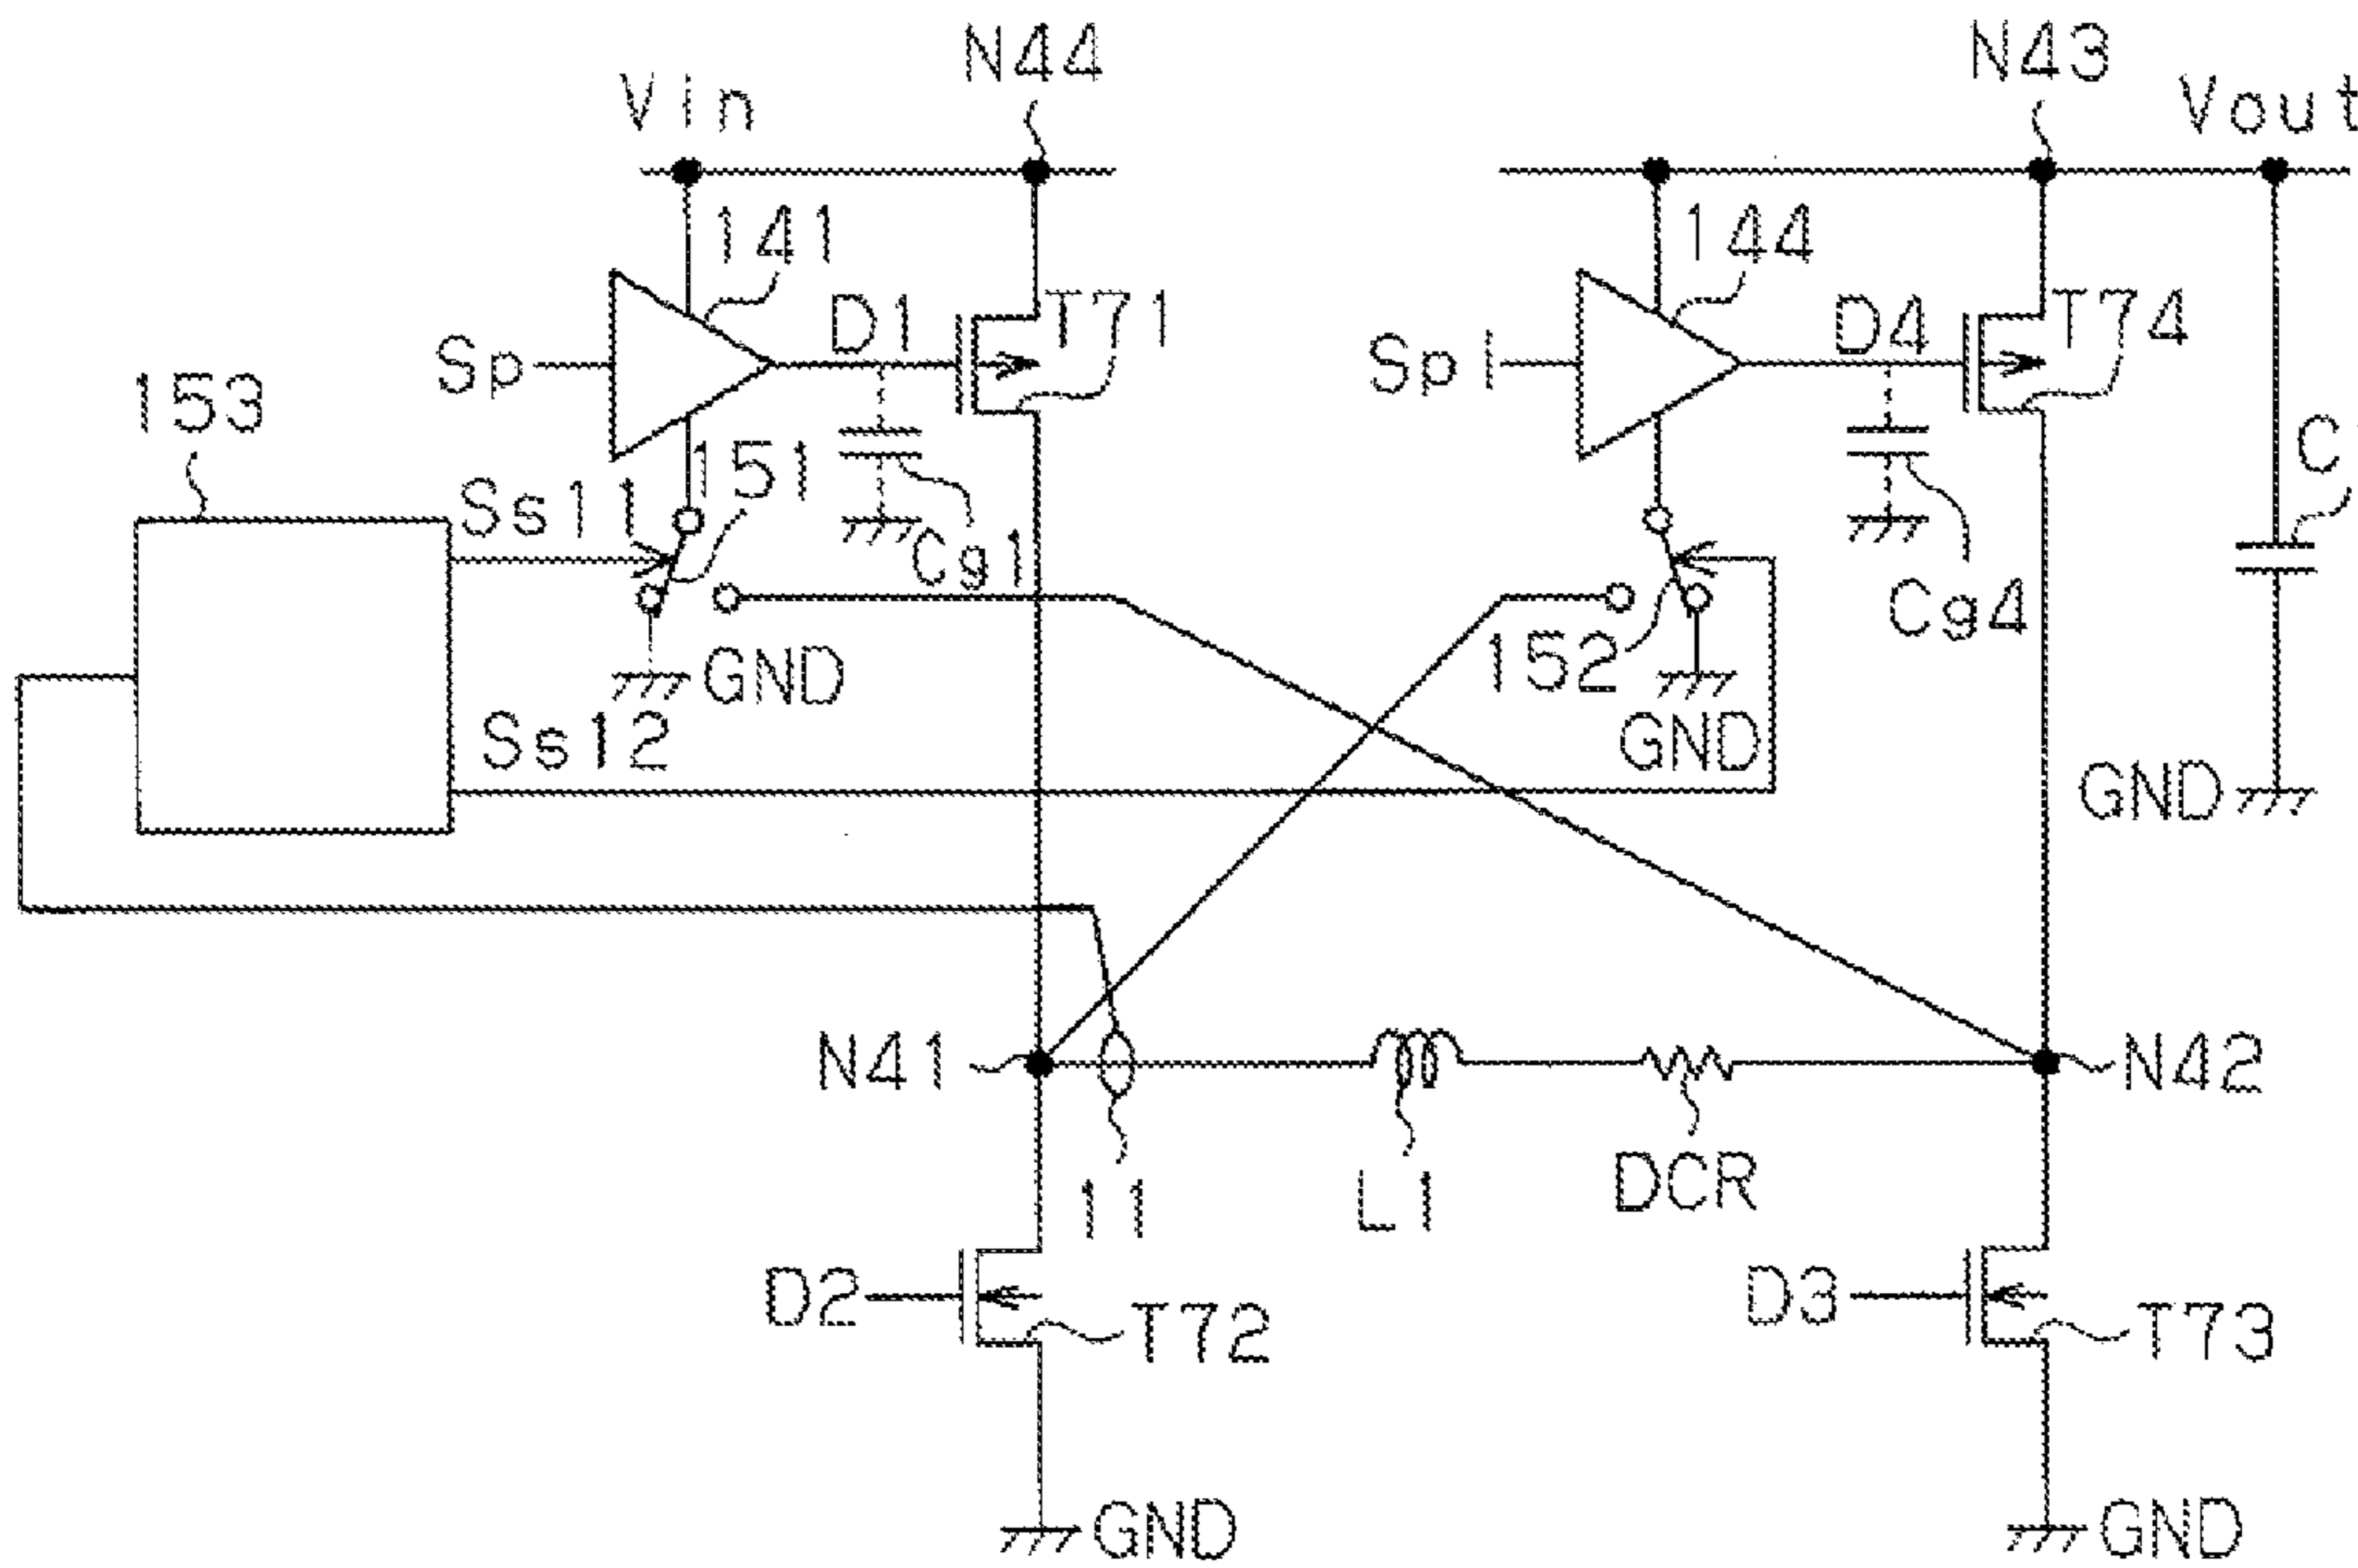 N44
N43
Vin
Vout
141
144
D1
T71
D4
T74
Sp
Sp1
153
151
Ss11
Cg1
Cg4
C
152
GND
GND
Ss12
GND
N41
N42
11
L1
DCR
D2
T72
D3
T73
GND
GND